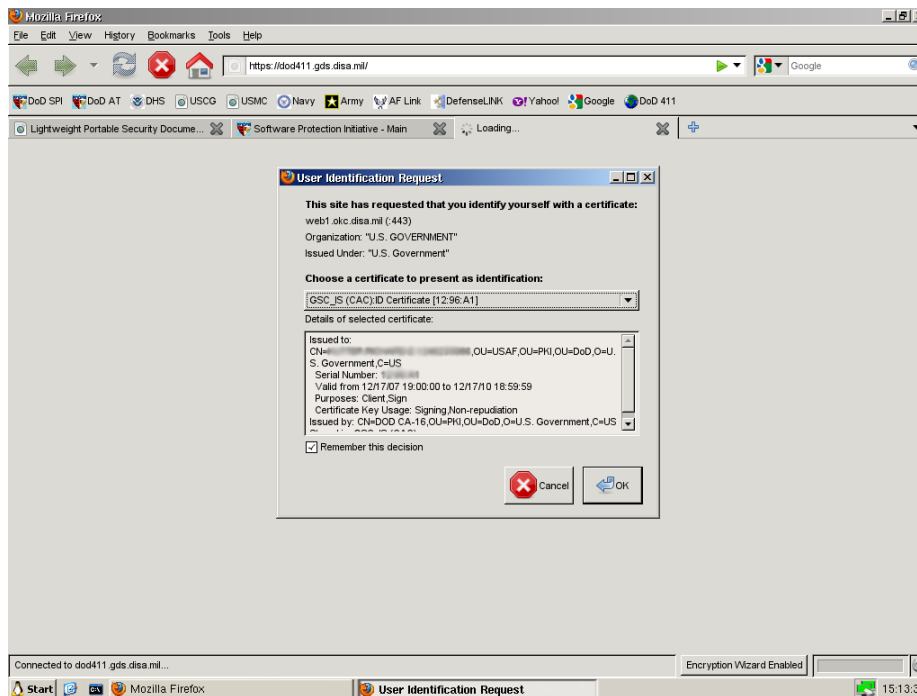 Mozilla Firefox
File Edit View History Bookmarks Tools Help
https://dod411.gds.disa.mil/ Google
DoD SPI DoD AT DHS USCG USMC Navy Army AF Link DefenseLINK Yahoo! Google DoD 411
Lightweight Portable Security Docume... Software Protection Initiative - Main Loading...
User Identification Request
This site has requested that you identify yourself with a certificate:
web1.okc.disa.mil (:443)
Organization: "U.S. GOVERNMENT"
Issued Under: "U.S. Government"
Choose a certificate to present as identification:
GSC_IS (CAC):ID Certificate [12:96:A1]
Details of selected certificate:
Issued to:
CN= ,OU=USAF,OU=PKI,OU=DoD,O=U.
S. Government,C=US
Serial Number:
Valid from 12/17/07 19:00:00 to 12/17/10 18:59:59
Purposes: Client,Sign
Certificate Key Usage: Signing,Non-repudiation
Issued by: CN=DOD CA-16,OU=PKI,OU=DoD,O=U.S. Government,C=US
Remember this decision
Cancel OK
Connected to dod411.gds.disa.mil... Encryption Wizard Enabled
Start Mozilla Firefox User Identification Request 15:13:3